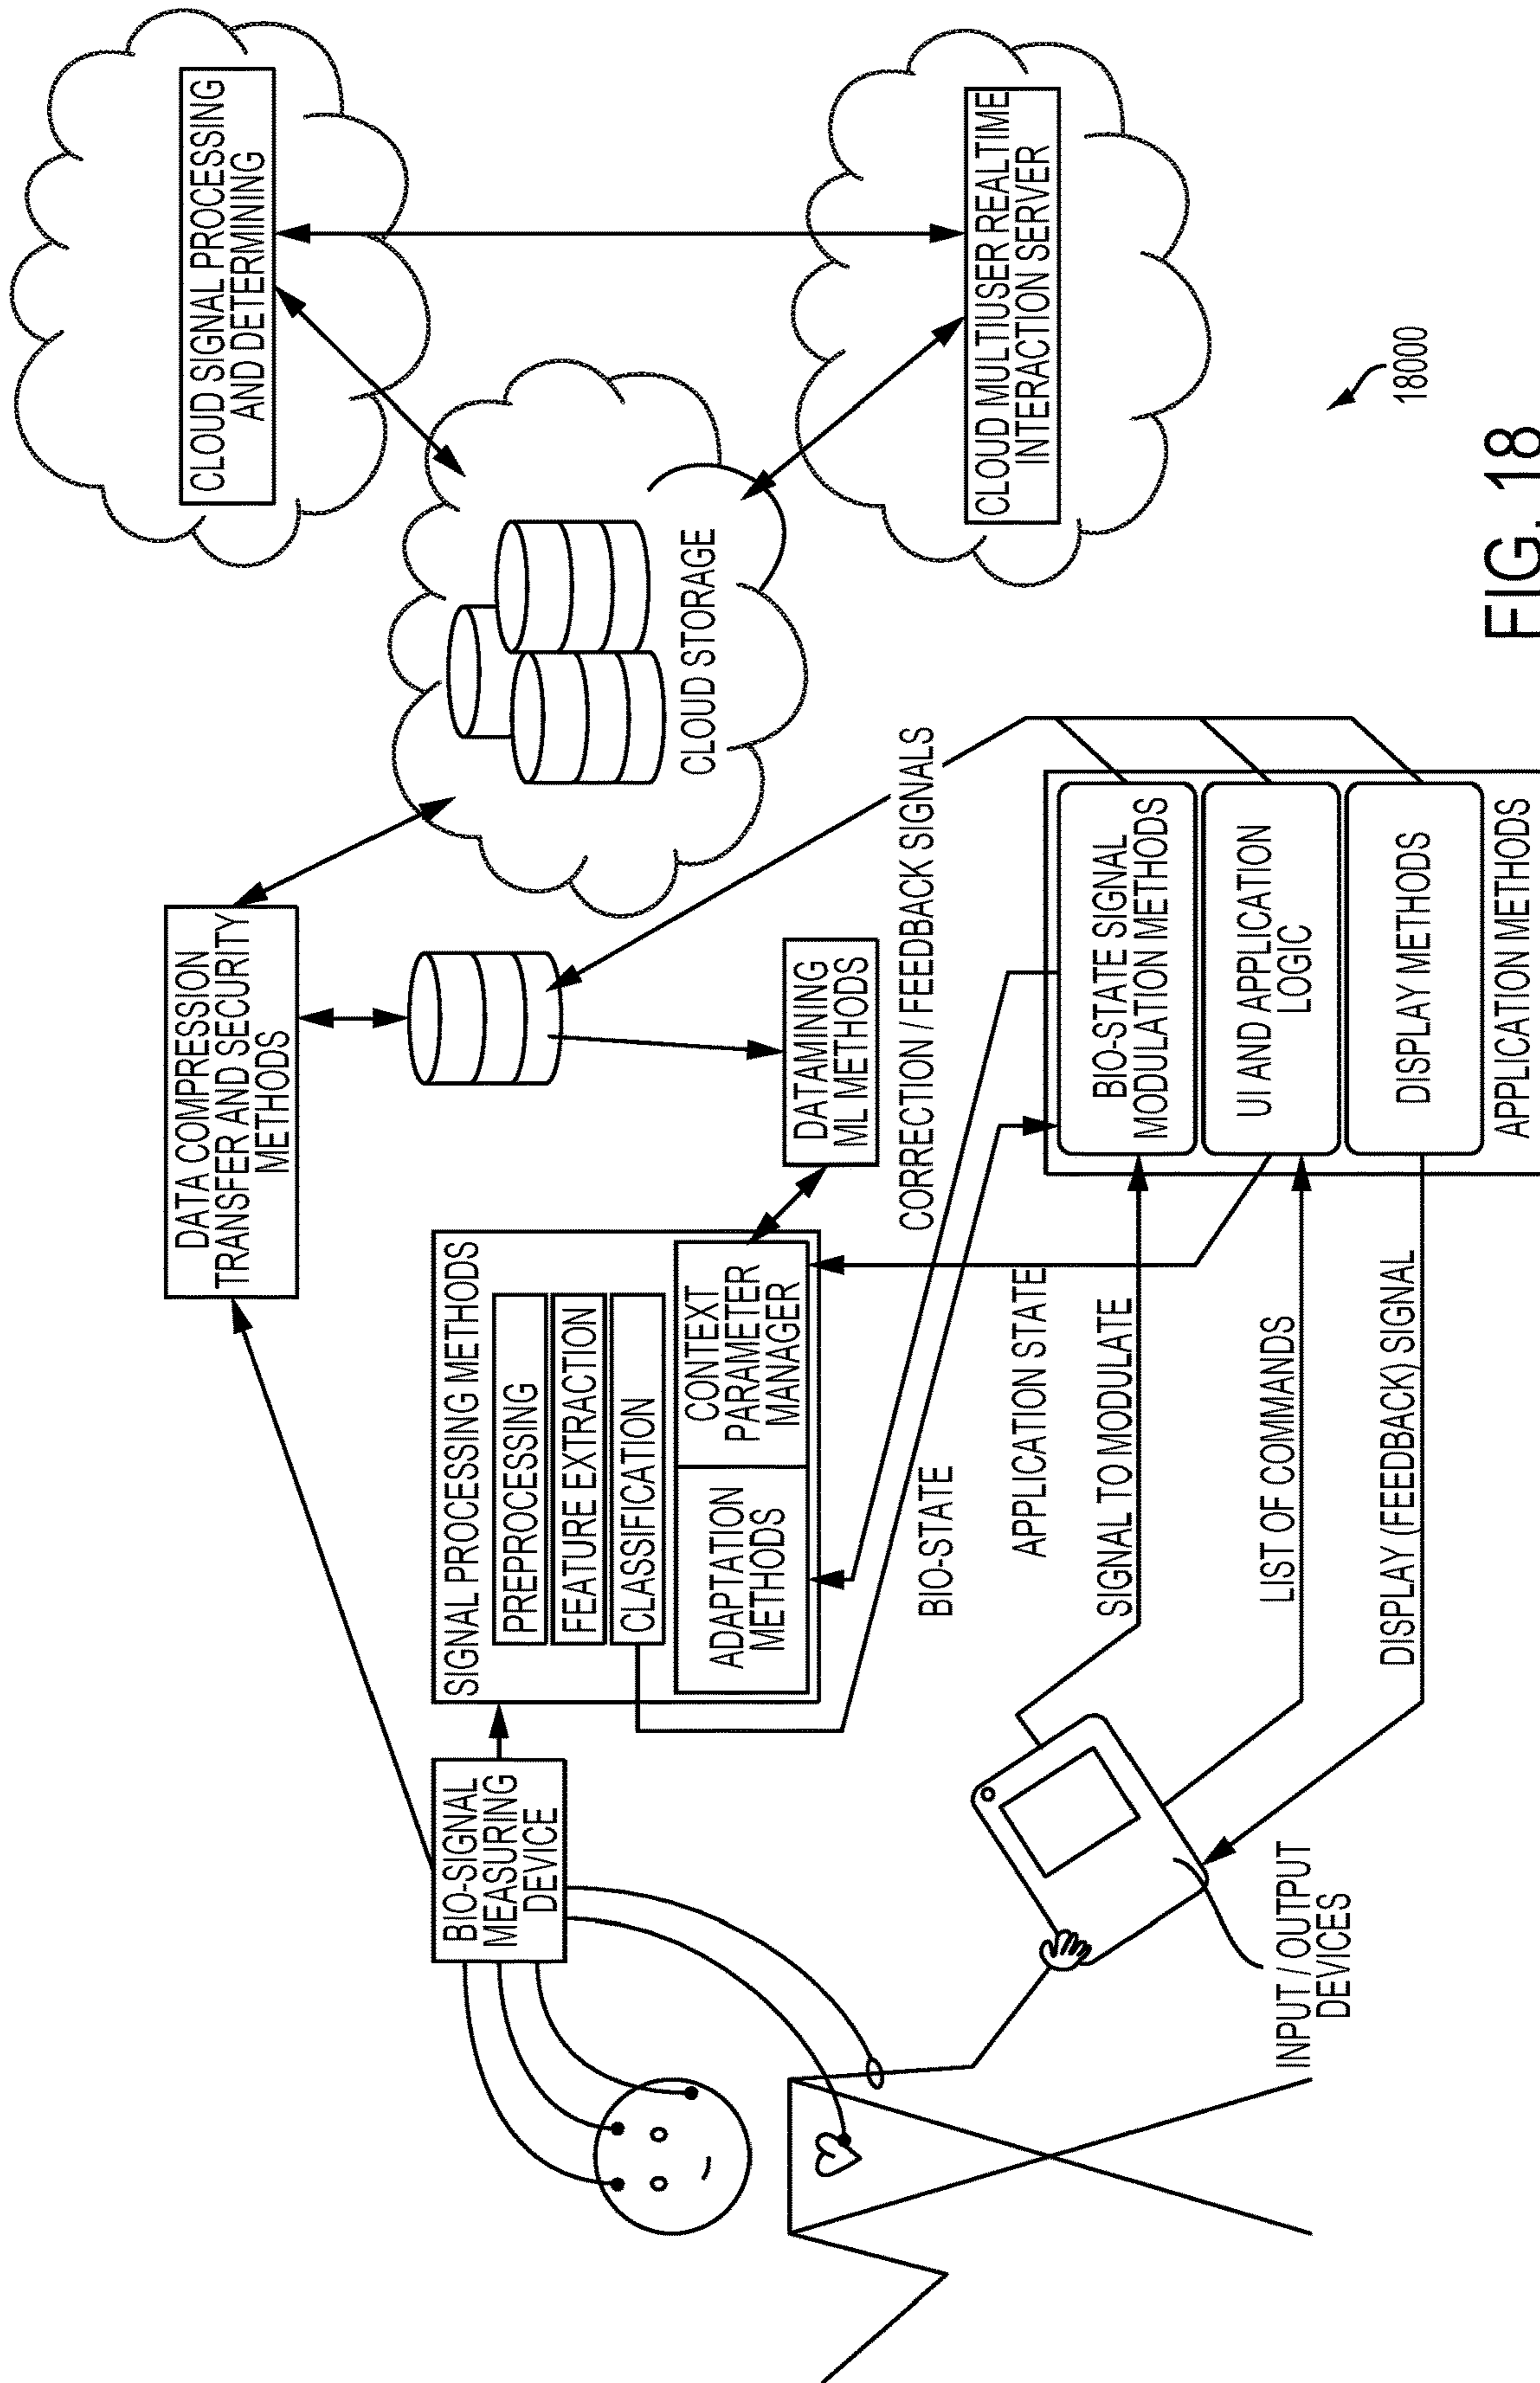 CLOUD SIGNAL PROCESSING
AND DETERMINING
DATA COMPRESSION
TRANSFER AND SECURITY
METHODS
BIO-SIGNAL
MEASURING
DEVICE
SIGNAL PROCESSING METHODS
PREPROCESSING
FEATURE EXTRACTION
CLASSIFICATION
ADAPTATION
METHODS
CONTEXT
PARAMETER
MANAGER
DATAMINING
ML METHODS
CLOUD STORAGE
CORRECTION / FEEDBACK SIGNALS
BIO-STATE
APPLICATION STATE
SIGNAL TO MODULATE
LIST OF COMMANDS
DISPLAY (FEEDBACK) SIGNAL
BIO-STATE SIGNAL
MODULATION METHODS
UI AND APPLICATION
LOGIC
DISPLAY METHODS
APPLICATION METHODS
CLOUD MULTIUSER REALTIME
INTERACTION SERVER
INPUT / OUTPUT
DEVICES
18000
FIG. 18